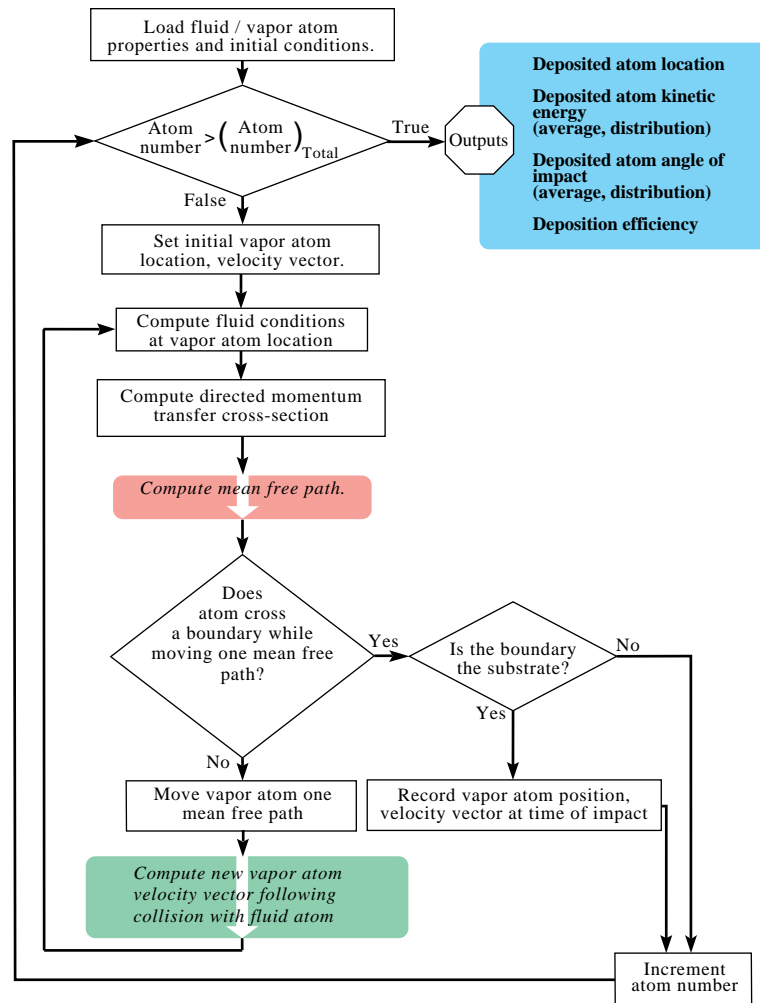 Load fluid / vapor atom
properties and initial conditions.
Atom
number > ( Atom
number ) Total
True
Outputs
Deposited atom location
Deposited atom kinetic
energy
(average, distribution)
Deposited atom angle of
impact
(average, distribution)
Deposition efficiency
False
Set initial vapor atom
location, velocity vector.
Compute fluid conditions
at vapor atom location
Compute directed momentum
transfer cross-section
Compute mean free path.
Does
atom cross
a boundary while
moving one mean free
path?
Yes
Is the boundary
the substrate?
No
Yes
No
Move vapor atom one
mean free path
Record vapor atom position,
velocity vector at time of impact
Compute new vapor atom
velocity vector following
collision with fluid atom
Increment
atom number